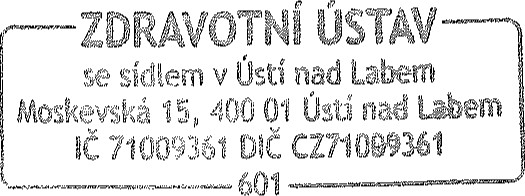 ZDRAVOTNÍ ÚSTAV
se sídlem v Ústí nad Labem
Moskevská 15, 400 01 Ústí nad Labem
IČ 71009361 DIČ CZ71009361
601